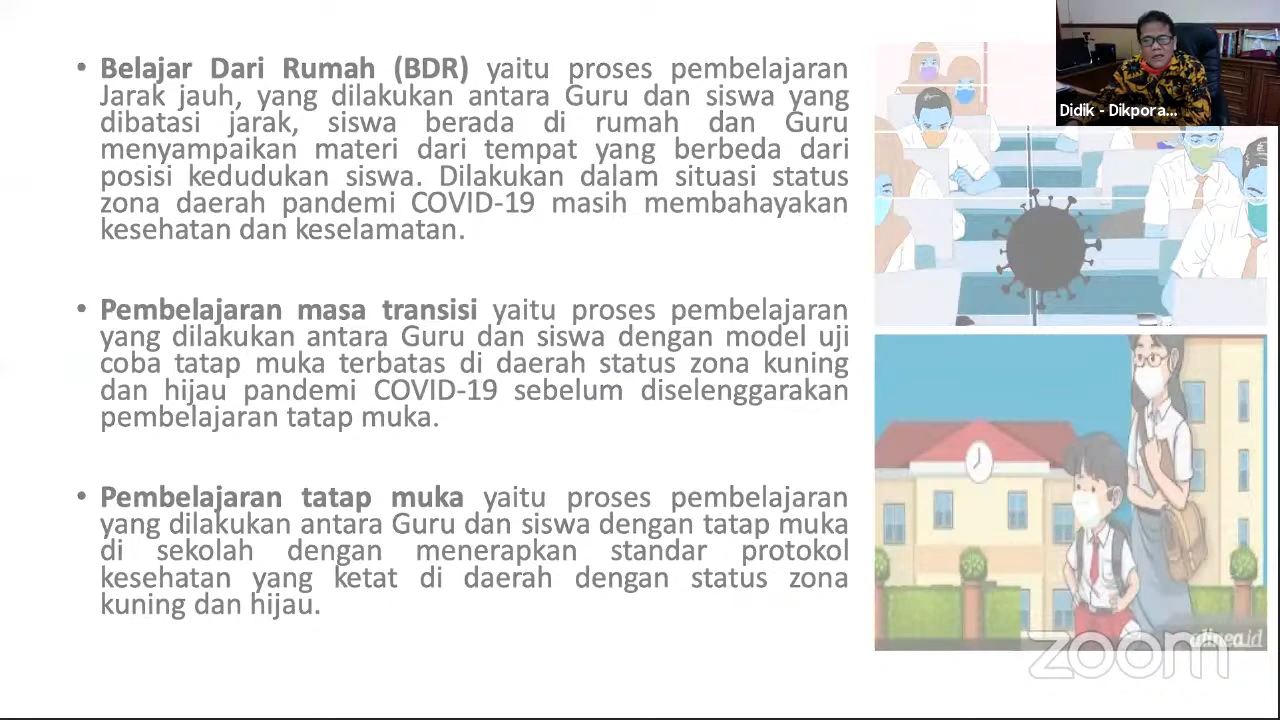 • Belajar Dari Rumah (BDR) yaitu proses pembelajaran
Jarak jauh, yang dilakukan antara Guru dan siswa yang
dibatasi jarak, siswa berada di rumah dan Guru
menyampaikan materi dari tempat yang berbeda dari
posisi kedudukan siswa. Dilakukan dalam situasi status
zona daerah pandemi COVID-19 masih membahayakan
kesehatan dan keselamatan.
• Pembelajaran masa transisi yaitu proses pembelajaran
yang dilakukan antara Guru dan siswa dengan model uji
coba tatap muka terbatas di daerah status zona kuning
dan hijau pandemi COVID-19 sebelum diselenggarakan
pembelajaran tatap muka.
• Pembelajaran tatap muka yaitu proses pembelajaran
yang dilakukan antara Guru dan siswa dengan tatap muka
di sekolah dengan menerapkan standar protokol
kesehatan yang ketat di daerah dengan status zona
kuning dan hijau.
Didik - Dikpora...
alinea.id
zoom